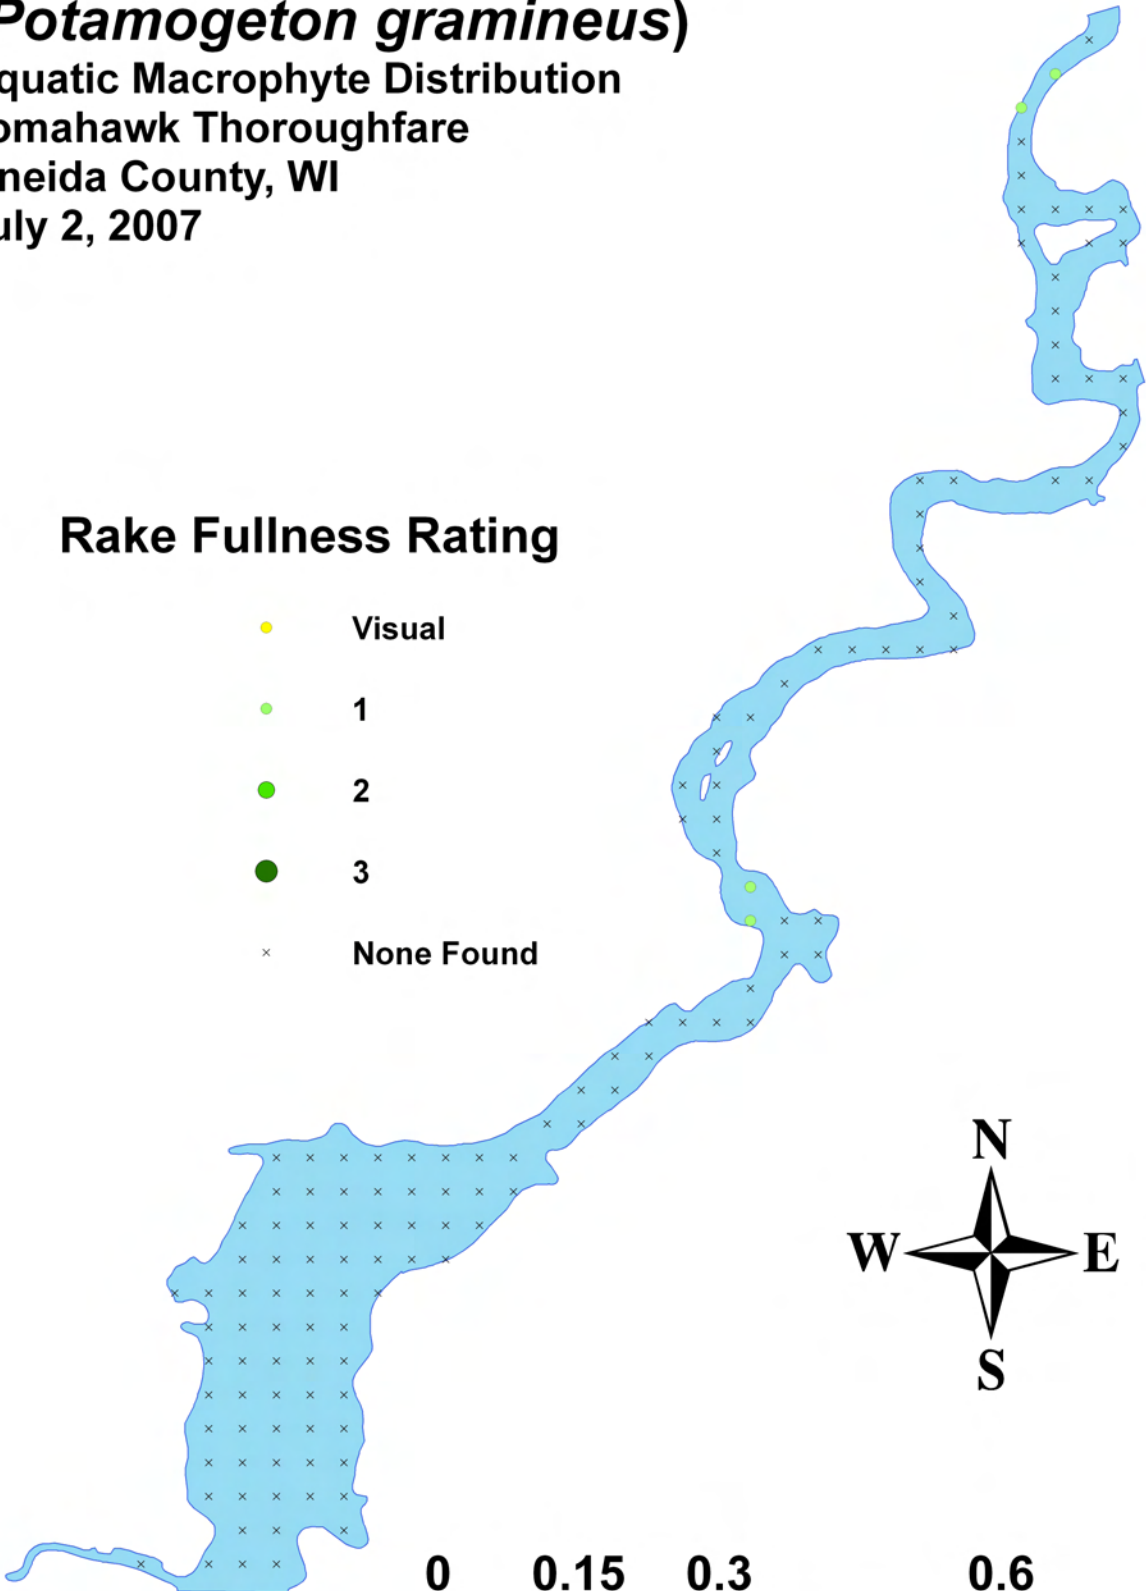 Potamogeton gramineus)
quatic Macrophyte Distribution
omahawk Thoroughfare
neida County, WI
uly 2, 2007
Rake Fullness Rating
Visual
1
2
3
None Found
N
W E
S
0 0.15 0.3 0.6